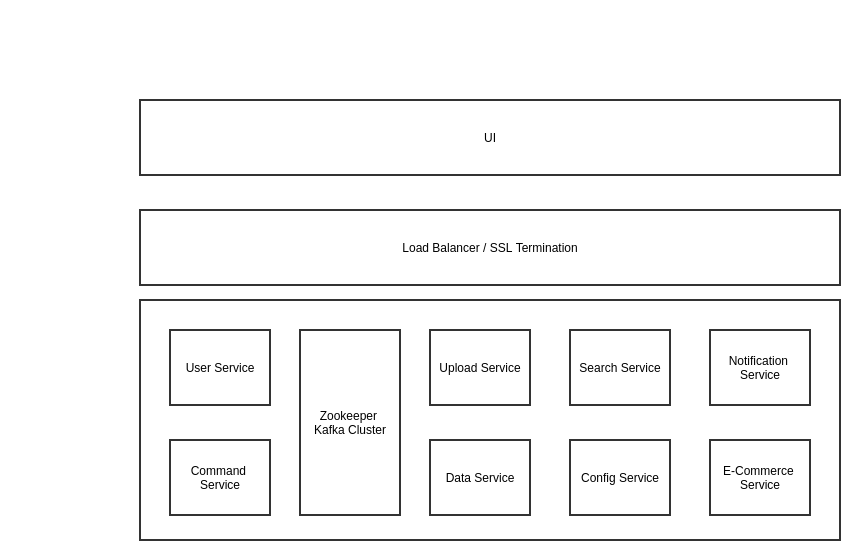 UI
Load Balancer / SSL Termination
User Service
Zookeeper
Kafka Cluster
Upload Service
Search Service
Notification
Service
Command
Service
Data Service
Config Service
E-Commerce
Service